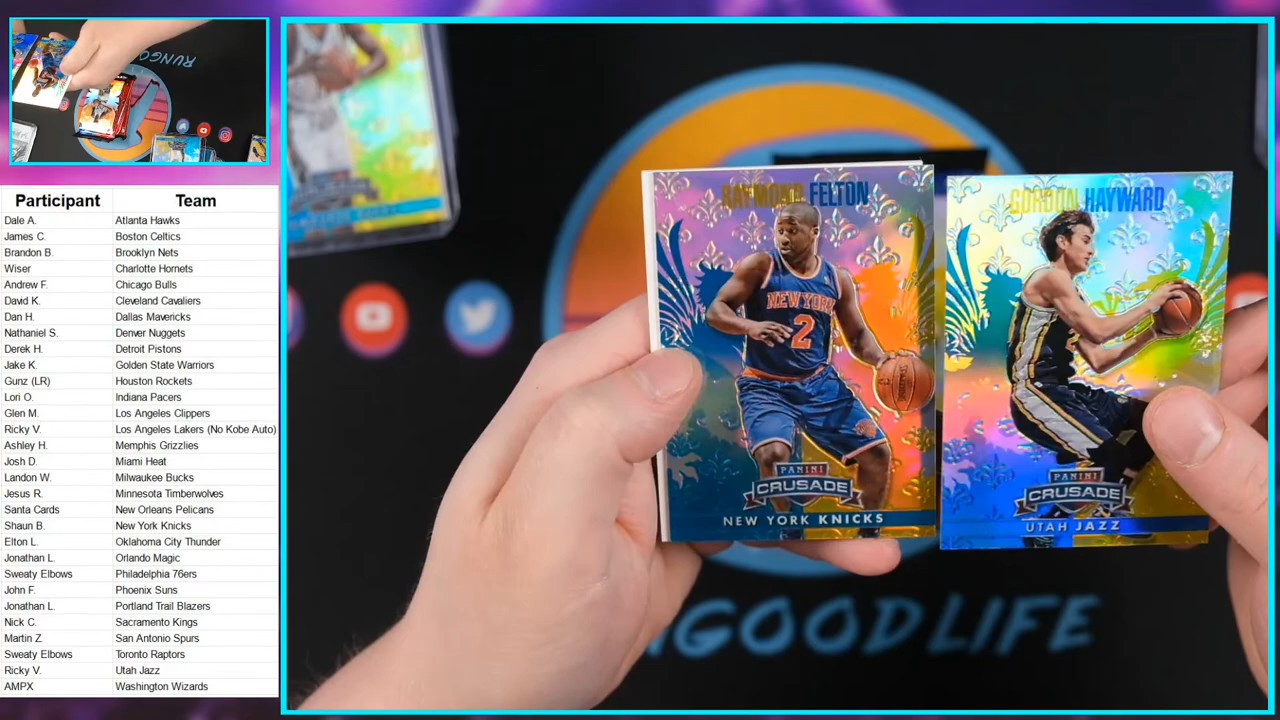 RUNGOOD
Participant Team
Dale A. Atlanta Hawks
James C. Boston Celtics
Brandon B. Brooklyn Nets
Wiser Charlotte Hornets
Andrew F. Chicago Bulls
David K. Cleveland Cavaliers
Dan H. Dallas Mavericks
Nathaniel S. Denver Nuggets
Derek H. Detroit Pistons
Jake K. Golden State Warriors
Gunz (LR) Houston Rockets
Lori O. Indiana Pacers
Glen M. Los Angeles Clippers
Ricky V. Los Angeles Lakers (No Kobe Auto)
Ashley H. Memphis Grizzlies
Josh D. Miami Heat
Landon W. Milwaukee Bucks
Jesus R. Minnesota Timberwolves
Santa Cards New Orleans Pelicans
Shaun B. New York Knicks
Elton L. Oklahoma City Thunder
Jonathan L. Orlando Magic
Sweaty Elbows Philadelphia 76ers
John F. Phoenix Suns
Jonathan L. Portland Trail Blazers
Nick C. Sacramento Kings
Martin Z. San Antonio Spurs
Sweaty Elbows Toronto Raptors
Ricky V. Utah Jazz
AMPX Washington Wizards
RAYMOND FELTON
NEW YORK
2
SPALDING
PANINI
CRUSADE
NEW YORK KNICKS
GORDON HAYWARD
PANINI
CRUSADE
UTAH JAZZ
NGOODLIFE